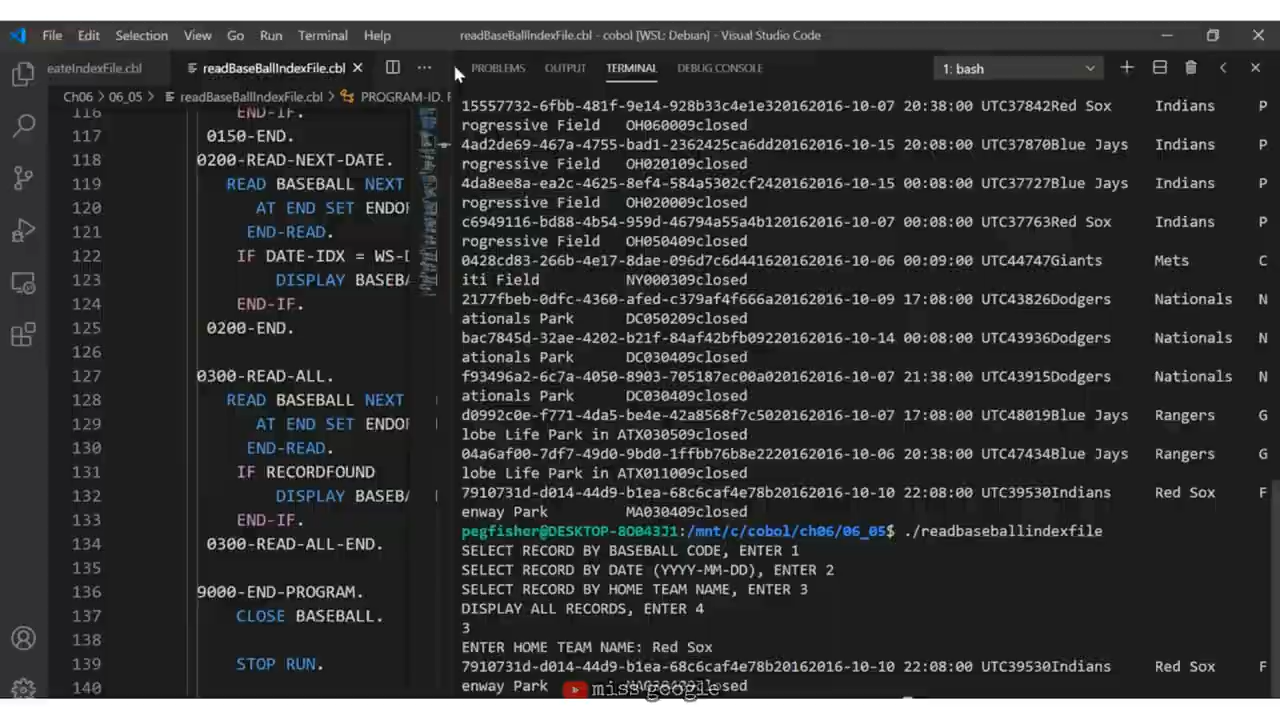 File Edit Selection View Go Run Terminal Help readBaseBallIndexFile.cbl - cobol [WSL: Debian] - Visual Studio Code
eateIndexFile.cbl readBaseBallIndexFile.cbl
Ch06 > 06_05 > readBaseBallIndexFile.cbl > PROGRAM-ID. F
116 END-IF.
117 0150-END.
118 0200-READ-NEXT-DATE.
119 READ BASEBALL NEXT
120 AT END SET ENDOF
121 END-READ.
122 IF DATE-IDX = WS-D
123 DISPLAY BASEBA
124 END-IF.
125 0200-END.
126
127 0300-READ-ALL.
128 READ BASEBALL NEXT
129 AT END SET ENDOF
130 END-READ.
131 IF RECORDFOUND
132 DISPLAY BASEBA
133 END-IF.
134 0300-READ-ALL-END.
135
136 9000-END-PROGRAM.
137 CLOSE BASEBALL.
138
139 STOP RUN.
140
PROBLEMS OUTPUT TERMINAL DEBUG CONSOLE 1: bash
15557732-6fbb-481f-9e14-928b33c4e1e320162016-10-07 20:38:00 UTC37842Red Sox Indians P
rogressive Field OH060009closed
4ad2de69-467a-4755-bad1-2362425ca6dd20162016-10-15 20:08:00 UTC37870Blue Jays Indians P
rogressive Field OH020109closed
4da8ee8a-ea2c-4625-8ef4-584a5302cf2420162016-10-15 00:08:00 UTC37727Blue Jays Indians P
rogressive Field OH020009closed
c6949116-bd88-4b54-959d-46794a55a4b120162016-10-07 00:08:00 UTC37763Red Sox Indians P
rogressive Field OH050409closed
0428cd83-266b-4e17-8dae-096d7c6d441620162016-10-06 00:09:00 UTC44747Giants Mets C
iti Field NY000309closed
2177fbeb-0dfc-4360-afed-c379af4f666a20162016-10-09 17:08:00 UTC43826Dodgers Nationals N
ationals Park DC050209closed
bac7845d-32ae-4202-b21f-84af42bfb09220162016-10-14 00:08:00 UTC43936Dodgers Nationals N
ationals Park DC030409closed
f93496a2-6c7a-4050-8903-705187ec00a020162016-10-07 21:38:00 UTC43915Dodgers Nationals N
ationals Park DC030409closed
d0992c0e-f771-4da5-be4e-42a8568f7c5020162016-10-07 17:08:00 UTC48019Blue Jays Rangers G
lobe Life Park in ATX030509closed
04a6af00-7df7-49d0-9bd0-1ffbb76b8e2220162016-10-06 20:38:00 UTC47434Blue Jays Rangers G
lobe Life Park in ATX011009closed
7910731d-d014-44d9-b1ea-68c6caf4e78b20162016-10-10 22:08:00 UTC39530Indians Red Sox F
enway Park MA030409closed
pegfisher@DESKTOP-8D043J1:/mnt/c/cobol/ch06/06_05$ ./readbaseballindexfile
SELECT RECORD BY BASEBALL CODE, ENTER 1
SELECT RECORD BY DATE (YYYY-MM-DD), ENTER 2
SELECT RECORD BY HOME TEAM NAME, ENTER 3
DISPLAY ALL RECORDS, ENTER 4
3
ENTER HOME TEAM NAME: Red Sox
7910731d-d014-44d9-b1ea-68c6caf4e78b20162016-10-10 22:08:00 UTC39530Indians Red Sox F
enway Park
miss google